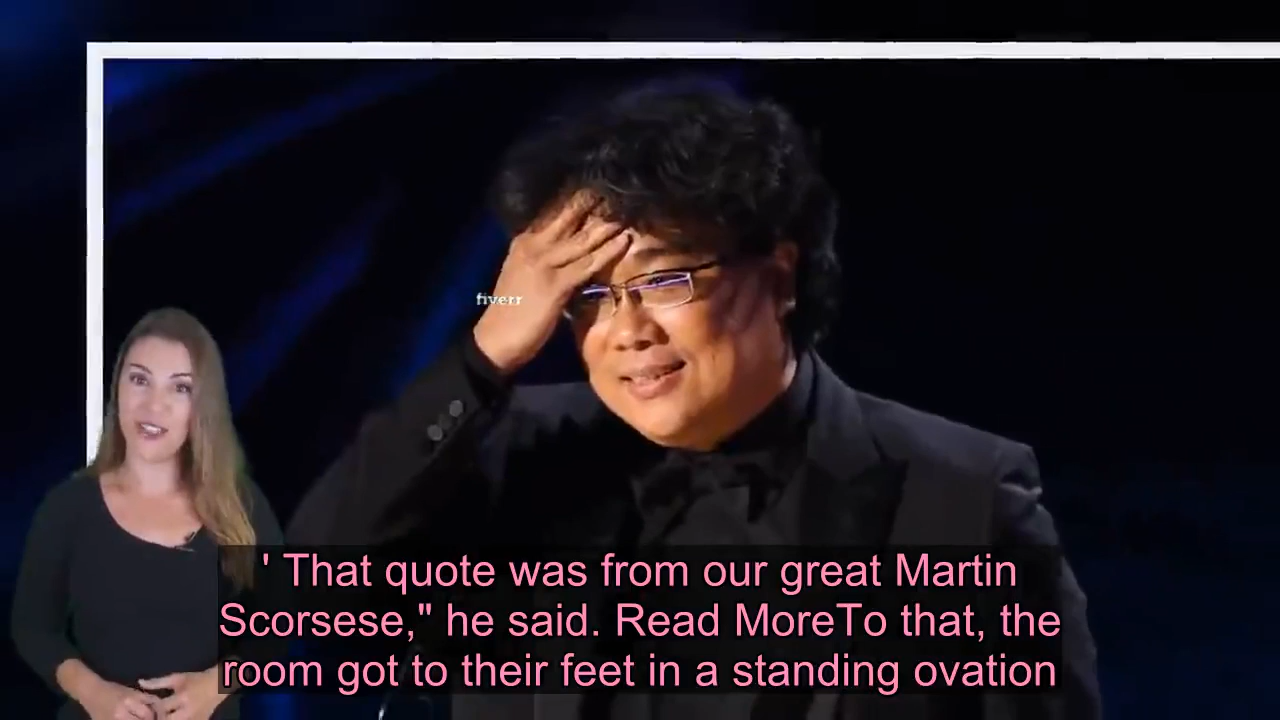 fiverr
' That quote was from our great Martin
Scorsese," he said. Read MoreTo that, the
room got to their feet in a standing ovation